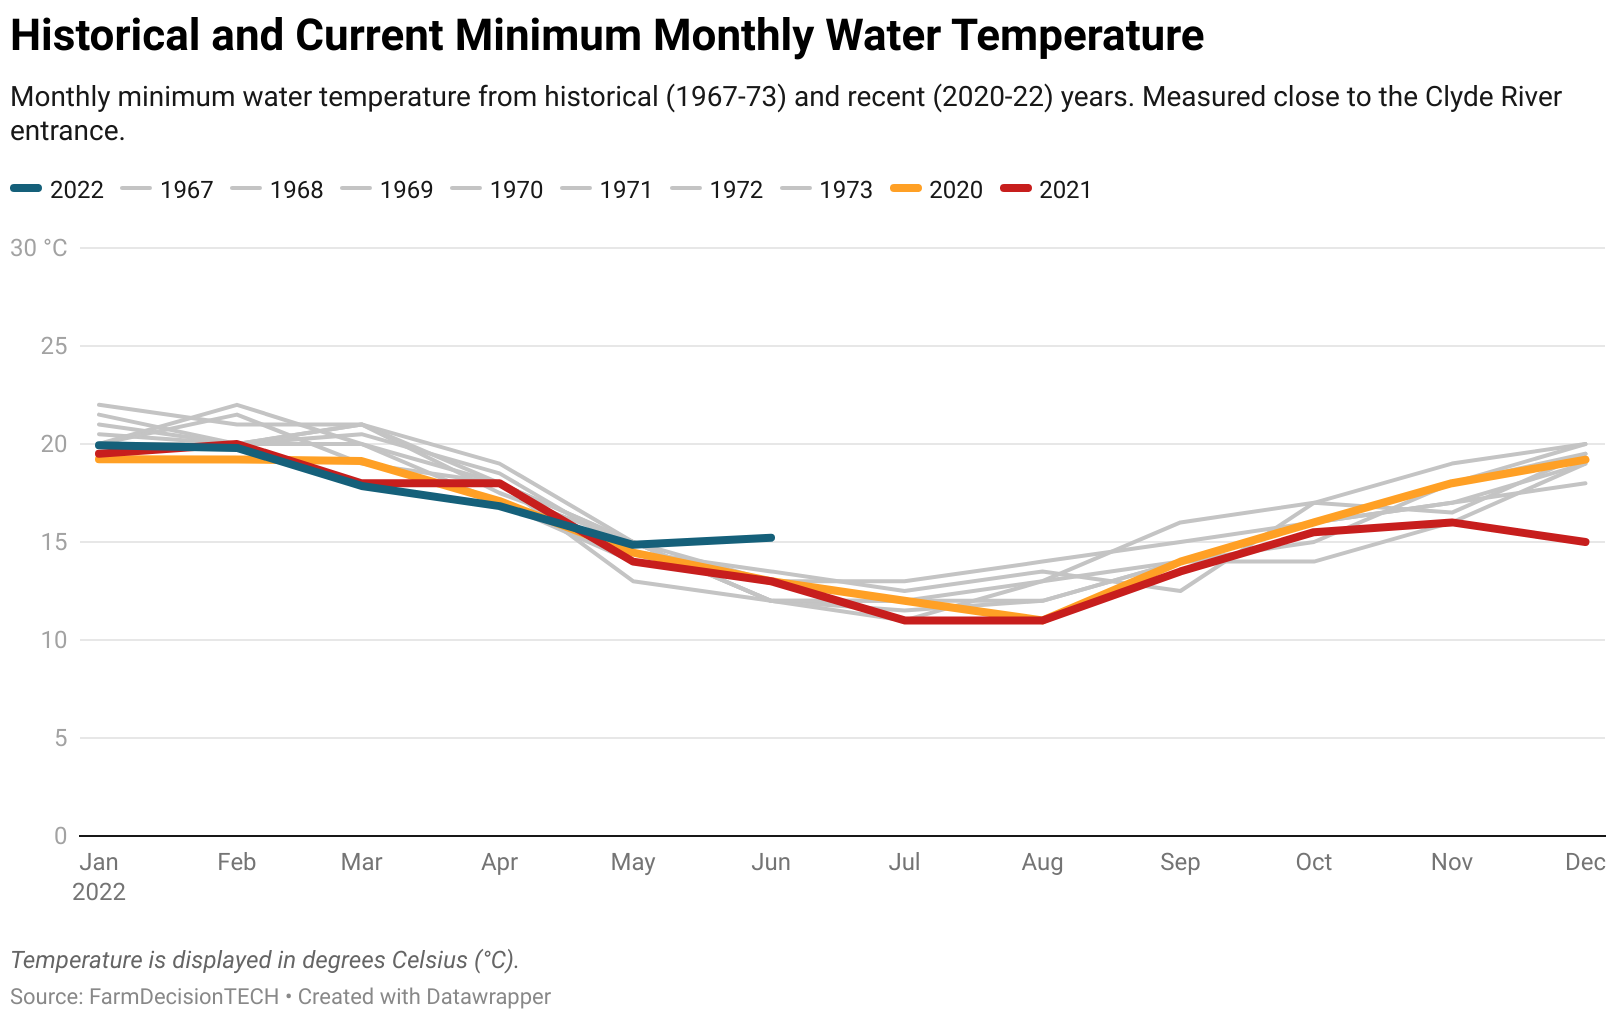 Historical and Current Minimum Monthly Water Temperature
Monthly minimum water temperature from historical (1967-73) and recent (2020-22) years. Measured close to the Clyde River
entrance.
2022 1967 1968 1969 1970 1971 1972 1973 2020 2021
30 °C
25
20
15
10
5
0
Jan Feb Mar Apr May Jun Jul Aug Sep Oct Nov Dec
2022
Temperature is displayed in degrees Celsius (°C).
Source: FarmDecisionTECH • Created with Datawrapper